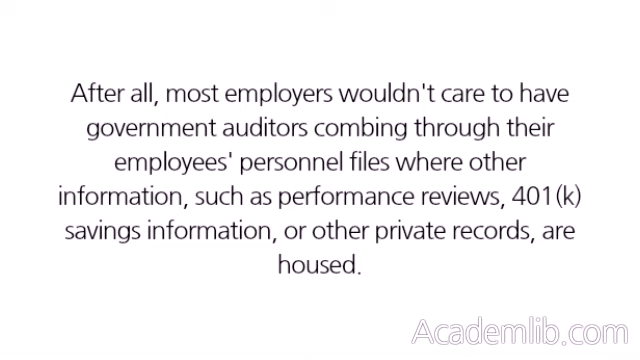 After all, most employers wouldn't care to have
government auditors combing through their
employees' personnel files where other
information, such as performance reviews, 401(k)
savings information, or other private records, are
housed.
Academlib.com